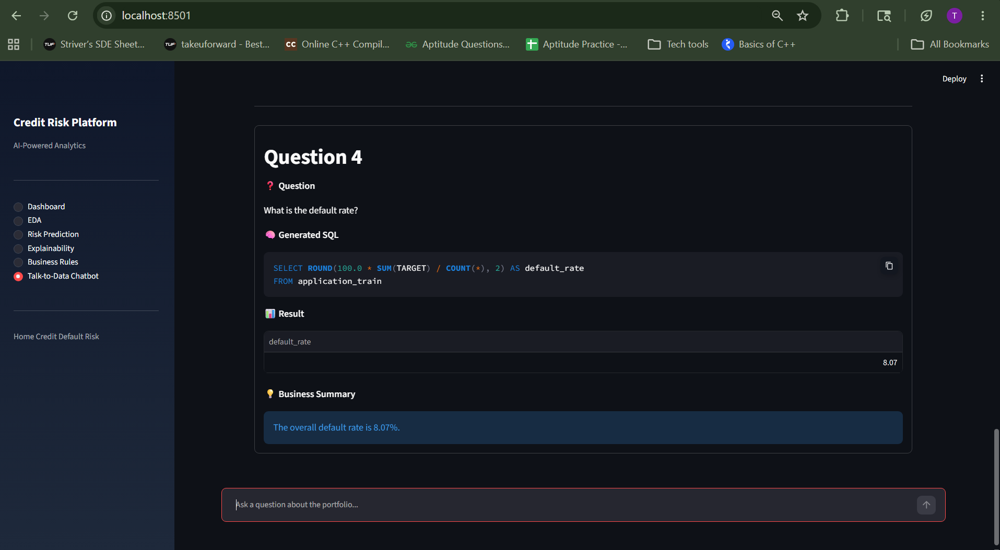 localhost:8501
T
TUF Striver's SDE Sheet...
TUF takeuforward - Best...
CC Online C++ Compil...
Aptitude Questions...
Aptitude Practice -...
Tech tools
Basics of C++
All Bookmarks
Deploy
Credit Risk Platform
AI-Powered Analytics
Dashboard
EDA
Risk Prediction
Explainability
Business Rules
Talk-to-Data Chatbot
Home Credit Default Risk
Question 4
❓ Question
What is the default rate?
🧠 Generated SQL
SELECT ROUND(100.0 * SUM(TARGET) / COUNT(*), 2) AS default_rate
FROM application_train
📊 Result
default_rate
8.07
💡 Business Summary
The overall default rate is 8.07%.
Ask a question about the portfolio...